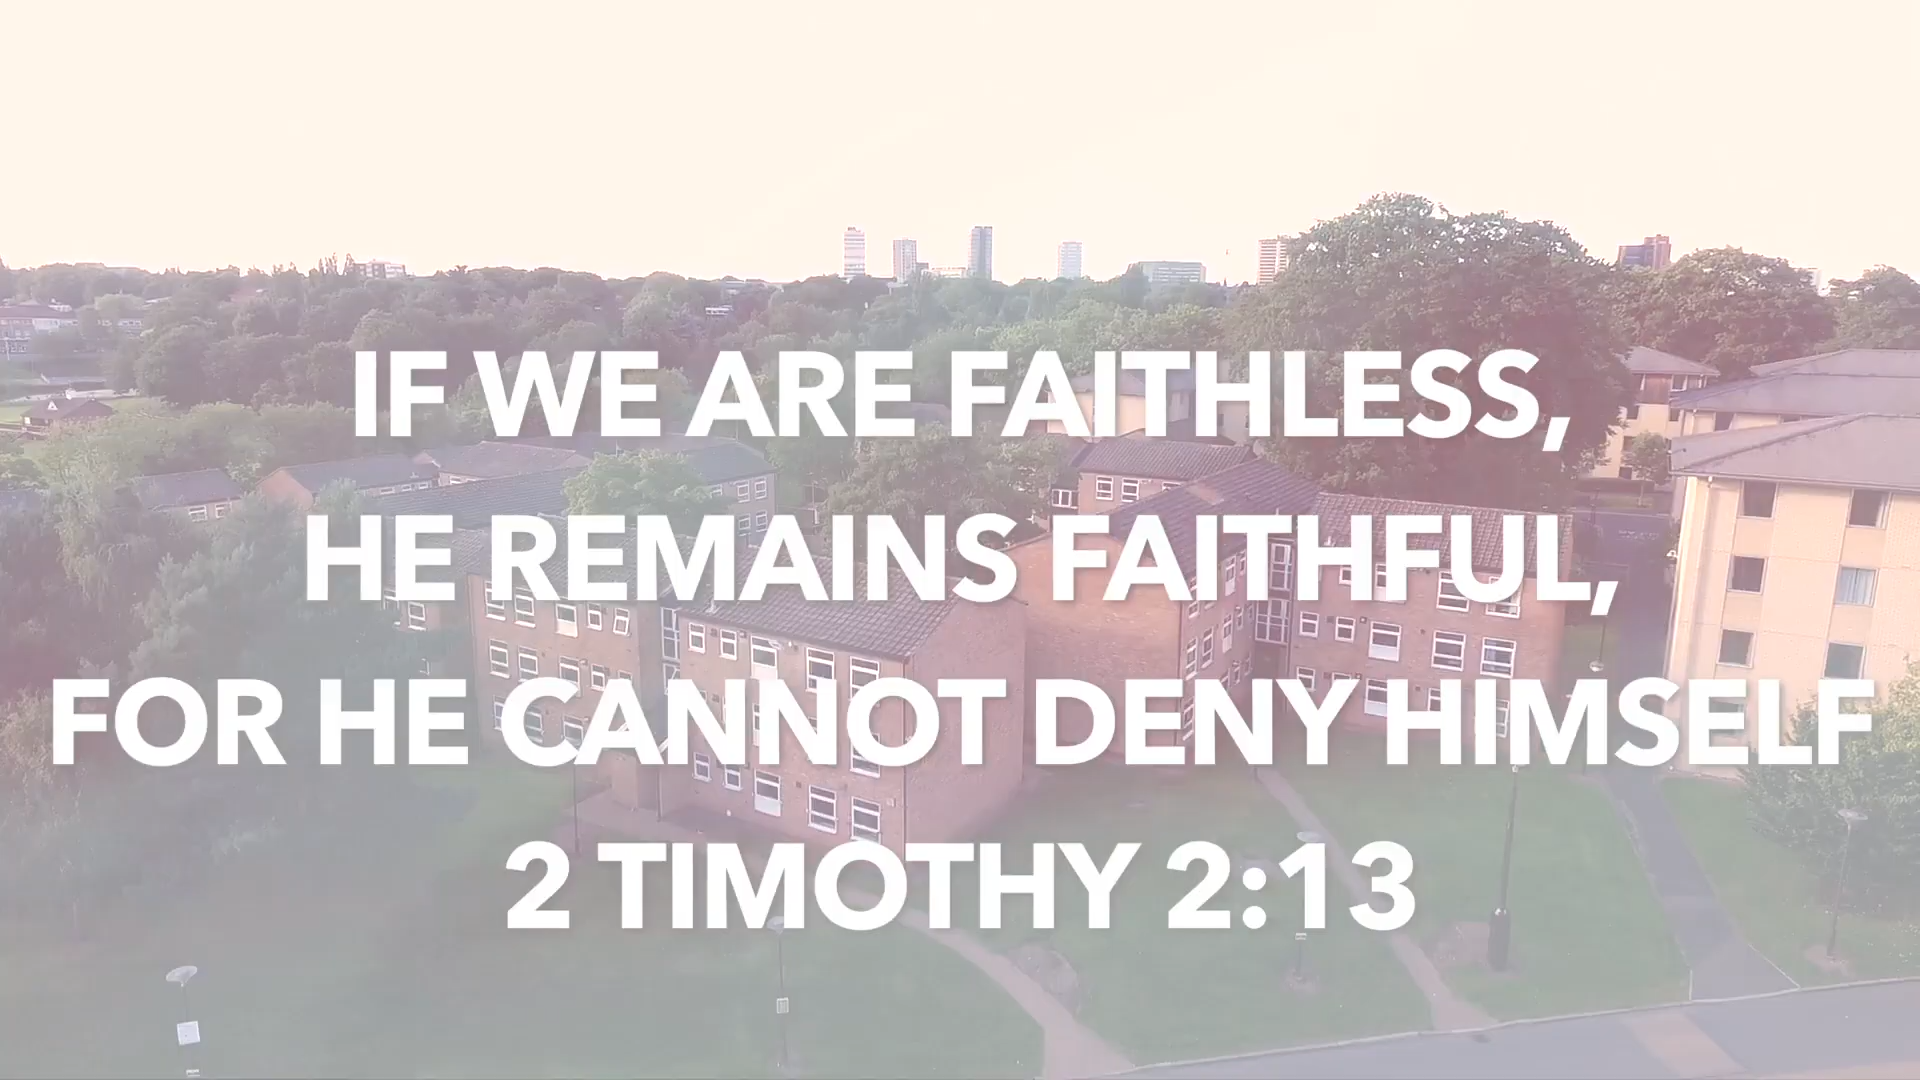 IF WE ARE FAITHLESS,
HE REMAINS FAITHFUL,
FOR HE CANNOT DENY HIMSELF
2 TIMOTHY 2:13